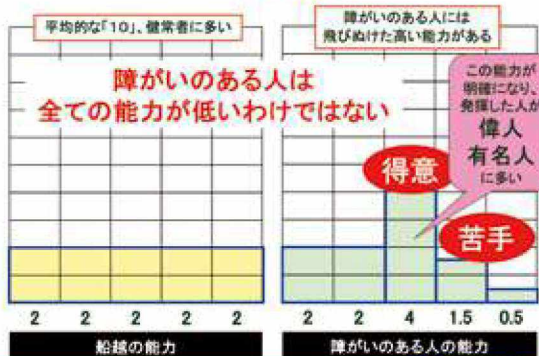 平均的な「10」、健常者に多い
障がいのある人には
飛びぬけた高い能力がある
障がいのある人は
全ての能力が低いわけではない
この能力が
明確になり、
発揮した人が
偉人
有名人
に多い
得意
苦手
2 2 2 2 2
2 2 4 1.5 0.5
船越の能力
障がいのある人の能力